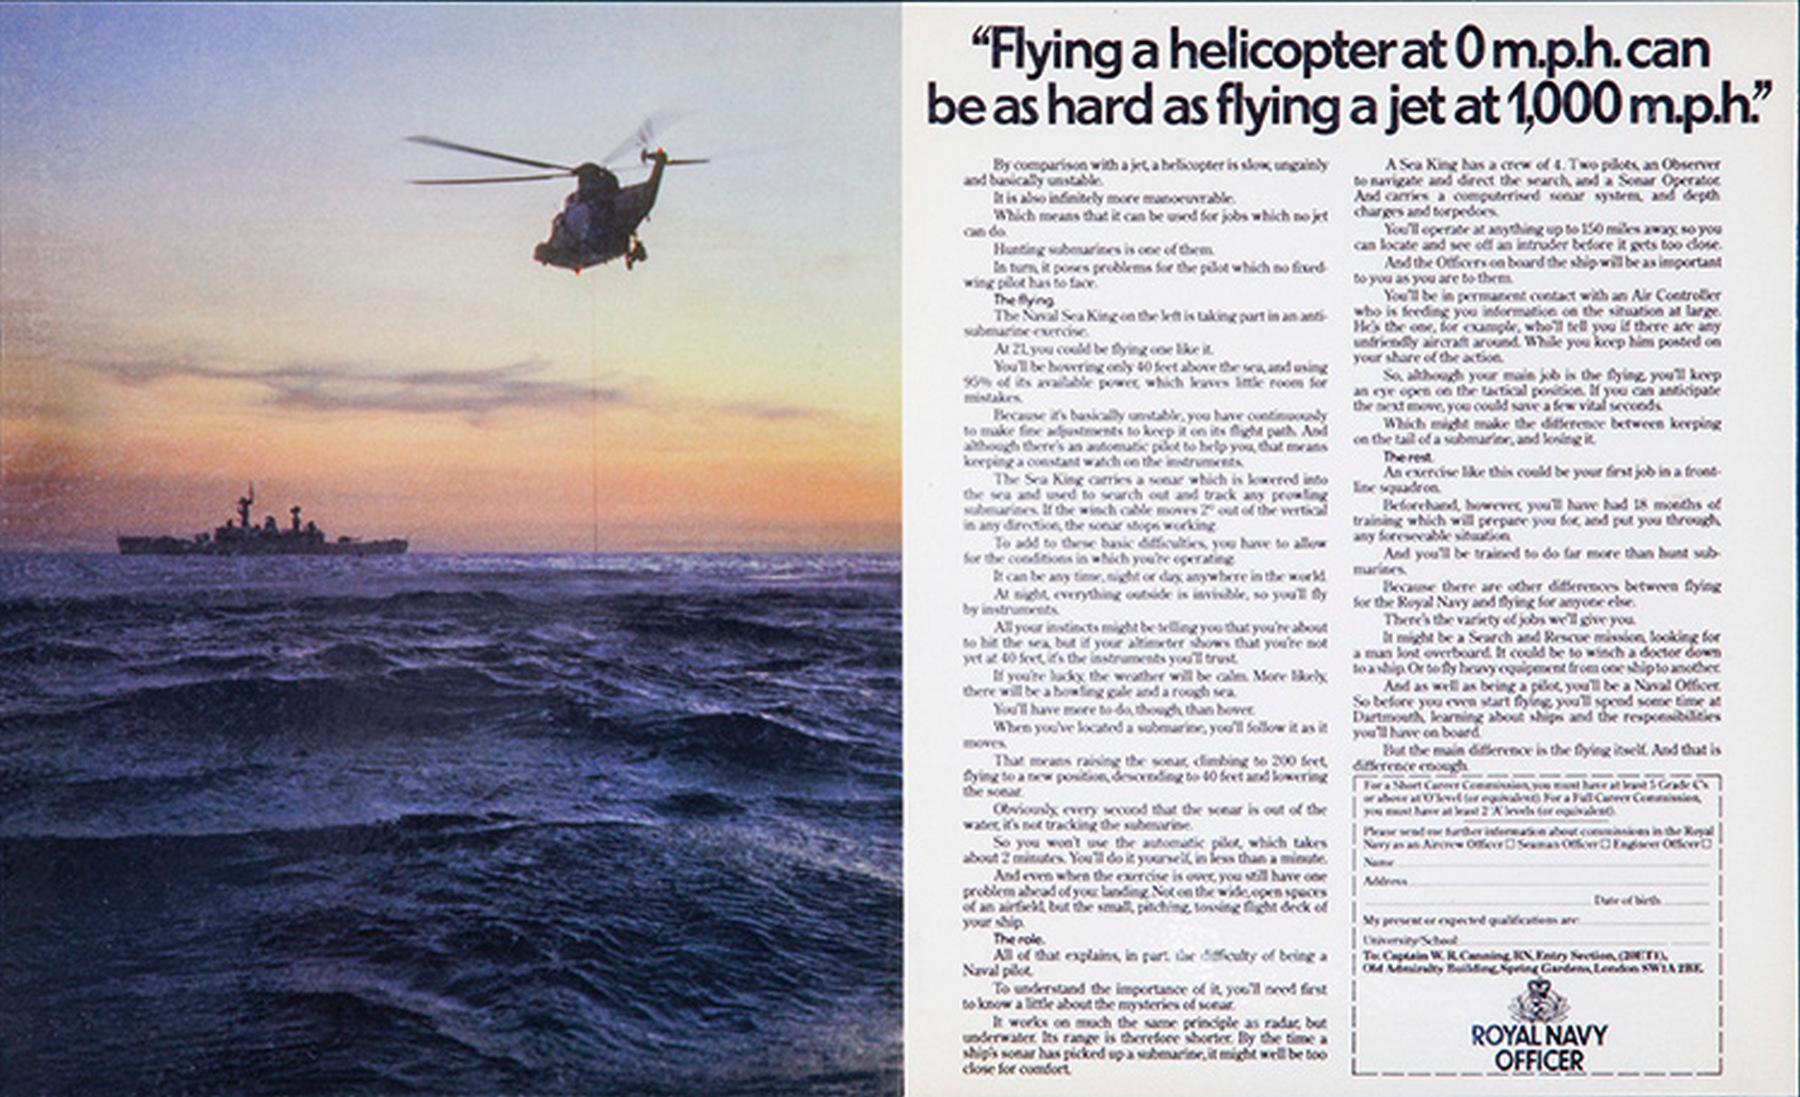 “Flying a helicopter at 0 m.p.h. can
be as hard as flying a jet at 1,000 m.p.h.”
By comparison with a jet, a helicopter is slow, ungainly
and basically unstable.
It is also infinitely more manoeuvrable.
Which means that it can be used for jobs which no jet
can do.
Hunting submarines is one of them.
In turn, it poses problems for the pilot which no fixed-
wing pilot has to face.
The flying.
The Naval Sea King on the left is taking part in an anti-
submarine exercise.
At 21, you could be flying one like it.
You'll be hovering only 40 feet above the sea, and using
95% of its available power, which leaves little room for
mistakes.
Because it's basically unstable, you have continuously
to make fine adjustments to keep it on its flight path. And
although there's an automatic pilot to help you, that means
keeping a constant watch on the instruments.
The Sea King carries a sonar which is lowered into
the sea and used to search out and track any prowling
submarines. If the winch cable moves 2° out of the vertical
in any direction, the sonar stops working.
To add to these basic difficulties, you have to allow
for the conditions in which you're operating.
It can be any time, night or day, anywhere in the world.
At night, everything outside is invisible, so you'll fly
by instruments.
All your instincts might be telling you that you're about
to hit the sea, but if your altimeter shows that you're not
yet at 40 feet, it's the instruments you'll trust.
If you're lucky, the weather will be calm. More likely,
there will be a howling gale and a rough sea.
You'll have more to do, though, than hover.
When you've located a submarine, you'll follow it as it
moves.
That means raising the sonar, climbing to 200 feet,
flying to a new position, descending to 40 feet and lowering
the sonar.
Obviously, every second that the sonar is out of the
water, it's not tracking the submarine.
So you won't use the automatic pilot, which takes
about 2 minutes. You'll do it yourself, in less than a minute.
And even when the exercise is over, you still have one
problem ahead of you: landing. Not on the wide, open spaces
of an airfield, but the small, pitching, tossing flight deck of
your ship.
The role.
All of that explains, in part, the difficulty of being a
Naval pilot.
To understand the importance of it, you'll need first
to know a little about the mysteries of sonar.
It works on much the same principle as radar, but
underwater. Its range is therefore shorter. By the time a
ship's sonar has picked up a submarine, it might well be too
close for comfort.
A Sea King has a crew of 4. Two pilots, an Observer
to navigate and direct the search, and a Sonar Operator.
And carries a computerised sonar system, and depth
charges and torpedoes.
You'll operate at anything up to 150 miles away, so you
can locate and see off an intruder before it gets too close.
And the Officers on board the ship will be as important
to you as you are to them.
You'll be in permanent contact with an Air Controller
who is feeding you information on the situation at large.
He's the one, for example, who'll tell you if there are any
unfriendly aircraft around. While you keep him posted on
your share of the action.
So, although your main job is the flying, you'll keep
an eye open on the tactical position. If you can anticipate
the next move, you could save a few vital seconds.
Which might make the difference between keeping
on the tail of a submarine, and losing it.
The rest.
An exercise like this could be your first job in a front-
line squadron.
Beforehand, however, you'll have had 18 months of
training which will prepare you for, and put you through,
any foreseeable situation.
And you'll be trained to do far more than hunt sub-
marines.
Because there are other differences between flying
for the Royal Navy and flying for anyone else.
There's the variety of jobs we'll give you.
It might be a Search and Rescue mission, looking for
a man lost overboard. It could be to winch a doctor down
to a ship. Or to fly heavy equipment from one ship to another.
And as well as being a pilot, you'll be a Naval Officer.
So before you even start flying, you'll spend some time at
Dartmouth, learning about ships and the responsibilities
you'll have on board.
But the main difference is the flying itself. And that is
difference enough.
For a Short Career Commission, you must have at least 5 Grade C's
or above at 'O' level (or equivalent). For a Full Career Commission,
you must have at least 2 'A' levels (or equivalent).
Please send me further information about commissions in the Royal
Navy as an Aircrew Officer □ Seaman Officer □ Engineer Officer □
Name
Address
Date of birth
My present or expected qualifications are:
University/School
To: Captain W. R. Canning, RN, Entry Section,
Old Admiralty Building, Spring Gardens, London SW1A 2BE.
ROYAL NAVY
OFFICER